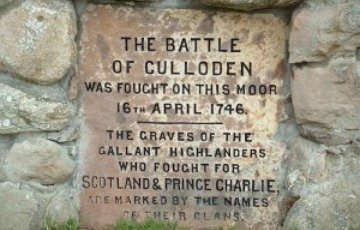 THE BATTLE
OF CULLODEN
WAS FOUGHT ON THIS MOOR
16TH APRIL 1746.
THE GRAVES OF THE
GALLANT HIGHLANDERS
WHO FOUGHT FOR
SCOTLAND & PRINCE CHARLIE,
ARE MARKED BY THE NAMES
OF THEIR CLANS.